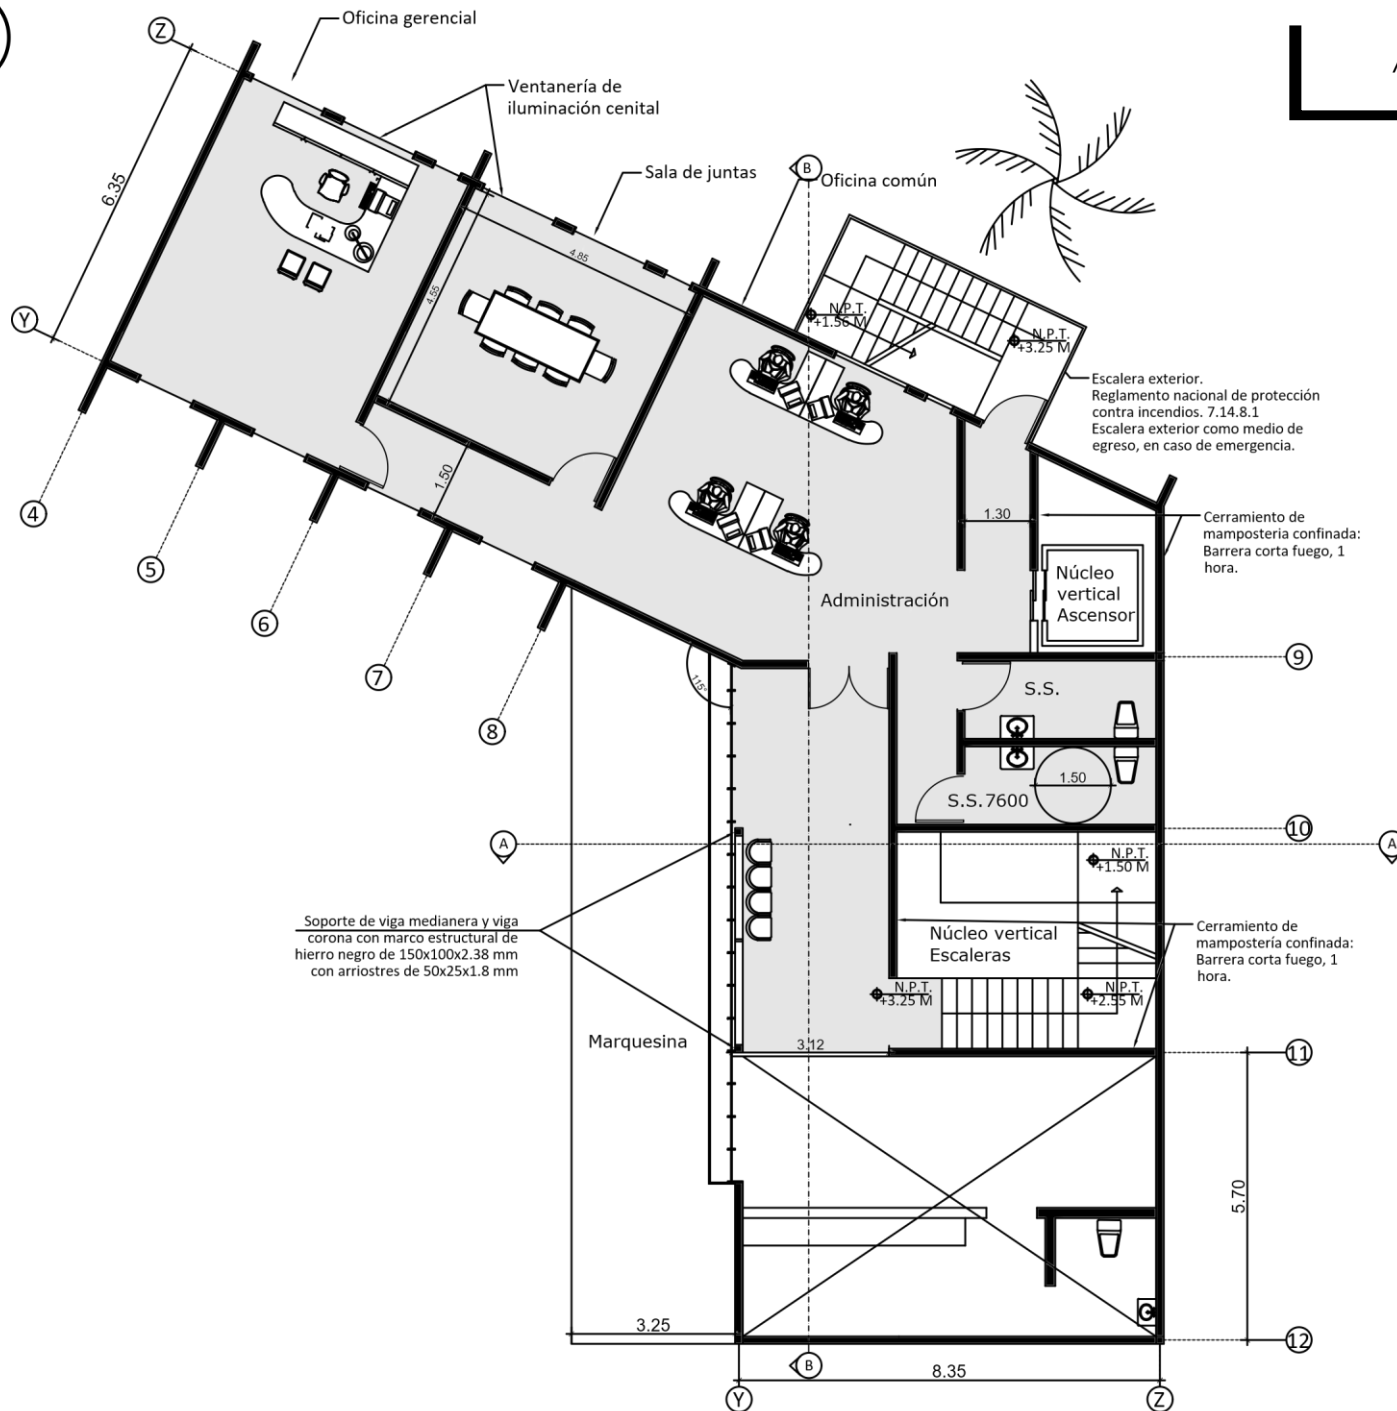 Z
Oficina gerencial
Ventanería de
iluminación cenital
Sala de juntas
B
Oficina común
6.35
4.85
4.55
Y
N.P.T.
+1.56 M
N.P.T.
+3.25 M
Escalera exterior.
Reglamento nacional de protección
contra incendios. 7.14.8.1
Escalera exterior como medio de
egreso, en caso de emergencia.
1.50
4
5
6
7
8
1.30
Cerramiento de
mamposteria confinada:
Barrera corta fuego, 1
hora.
Núcleo
vertical
Ascensor
Administración
9
115°
S.S.
1.50
S.S.7600
10
A
A
N.P.T.
+1.50 M
Soporte de viga medianera y viga
corona con marco estructural de
hierro negro de 150x100x2.38 mm
con arriostres de 50x25x1.8 mm
Núcleo vertical
Escaleras
Cerramiento de
mampostería confinada:
Barrera corta fuego, 1
hora.
N.P.T.
+3.25 M
N.P.T.
+2.55 M
Marquesina
3.12
11
5.70
3.25
12
B
8.35
Y
Z